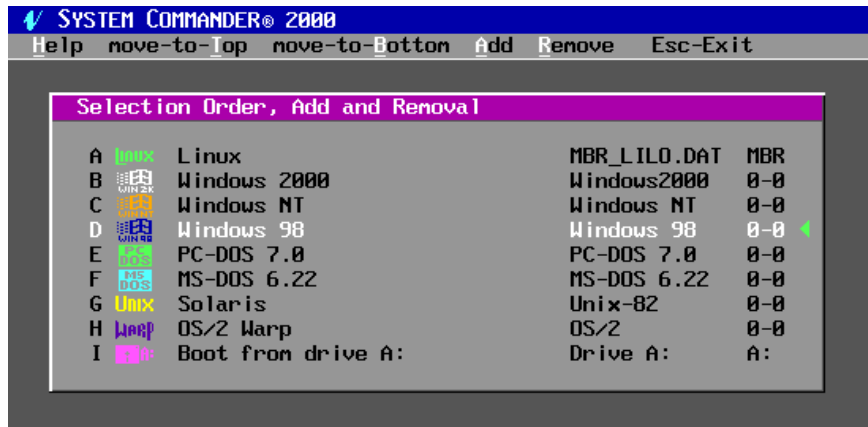 SYSTEM COMMANDER® 2000
Help move-to-Top move-to-Bottom Add Remove Esc-Exit
Selection Order, Add and Removal
A Linux Linux MBR_LILO.DAT MBR
B WIN 2K Windows 2000 Windows2000 0-0
C WIN NT Windows NT Windows NT 0-0
D WIN 98 Windows 98 Windows 98 0-0
E PC DOS PC-DOS 7.0 PC-DOS 7.0 0-0
F MS DOS MS-DOS 6.22 MS-DOS 6.22 0-0
G Unix Solaris Unix-82 0-0
H WARP OS/2 Warp OS/2 0-0
I Boot from drive A: Drive A: A: